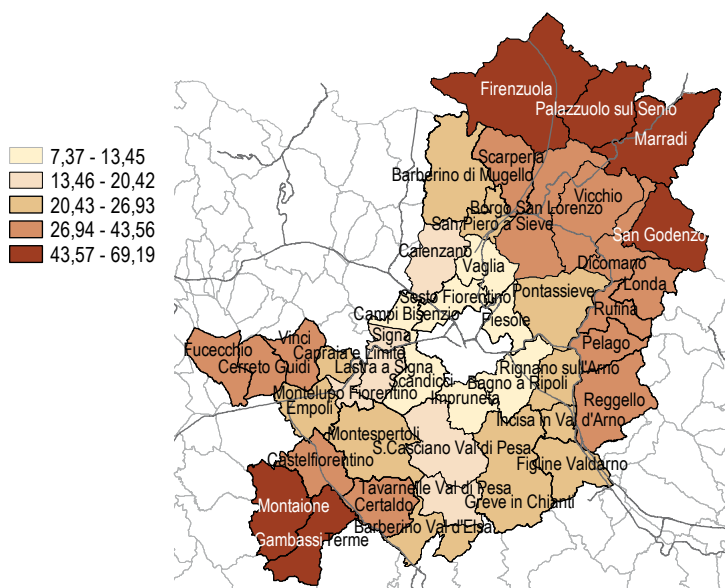 7,37 - 13,45
13,46 - 20,42
20,43 - 26,93
26,94 - 43,56
43,57 - 69,19
Firenzuola
Palazzuolo sul Senio
Marradi
Scarperia
Barberino di Mugello
Vicchio
Borgo San Lorenzo
San Piero a Sieve
San Godenzo
Calenzano
Vaglia
Dicomano
Londa
Pontassieve
Sesto Fiorentino
Campi Bisenzio
Fiesole
Rufina
Signa
Vinci
Pelago
Fucecchio
Capraia e Limite
Cerreto Guidi
Lastra a Signa
Rignano sull'Arno
Scandicci
Bagno a Ripoli
Montelupo Fiorentino
Impruneta
Reggello
Empoli
Incisa in Val d'Arno
Montespertoli
S.Casciano Val di Pesa
Castelfiorentino
Figline Valdarno
Tavarnelle Val di Pesa
Montaione
Certaldo
Greve in Chianti
Barberino Val d'Elsa
Gambassi Terme